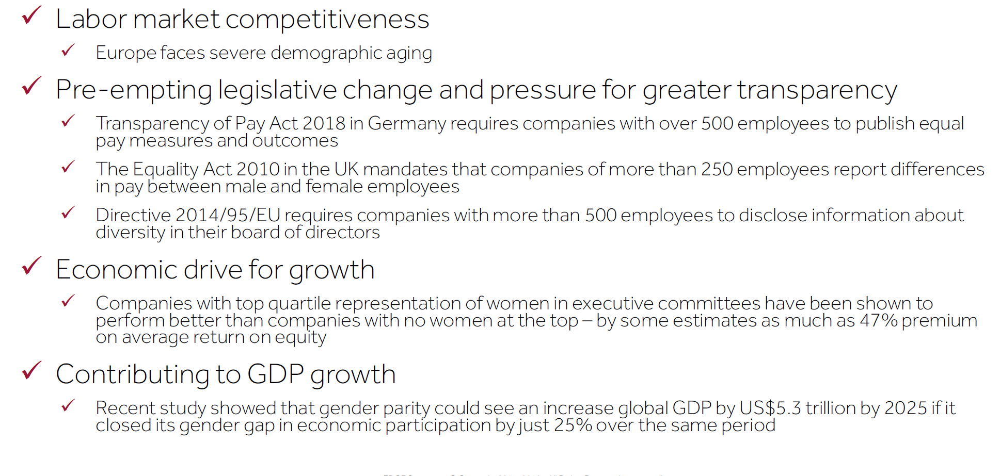 Labor market competitiveness
Europe faces severe demographic aging
Pre-empting legislative change and pressure for greater transparency
Transparency of Pay Act 2018 in Germany requires companies with over 500 employees to publish equal
pay measures and outcomes
The Equality Act 2010 in the UK mandates that companies of more than 250 employees report differences
in pay between male and female employees
Directive 2014/95/EU requires companies with more than 500 employees to disclose information about
diversity in their board of directors
Economic drive for growth
Companies with top quartile representation of women in executive committees have been shown to
perform better than companies with no women at the top – by some estimates as much as 47% premium
on average return on equity
Contributing to GDP growth
Recent study showed that gender parity could see an increase global GDP by US$5.3 trillion by 2025 if it
closed its gender gap in economic participation by just 25% over the same period